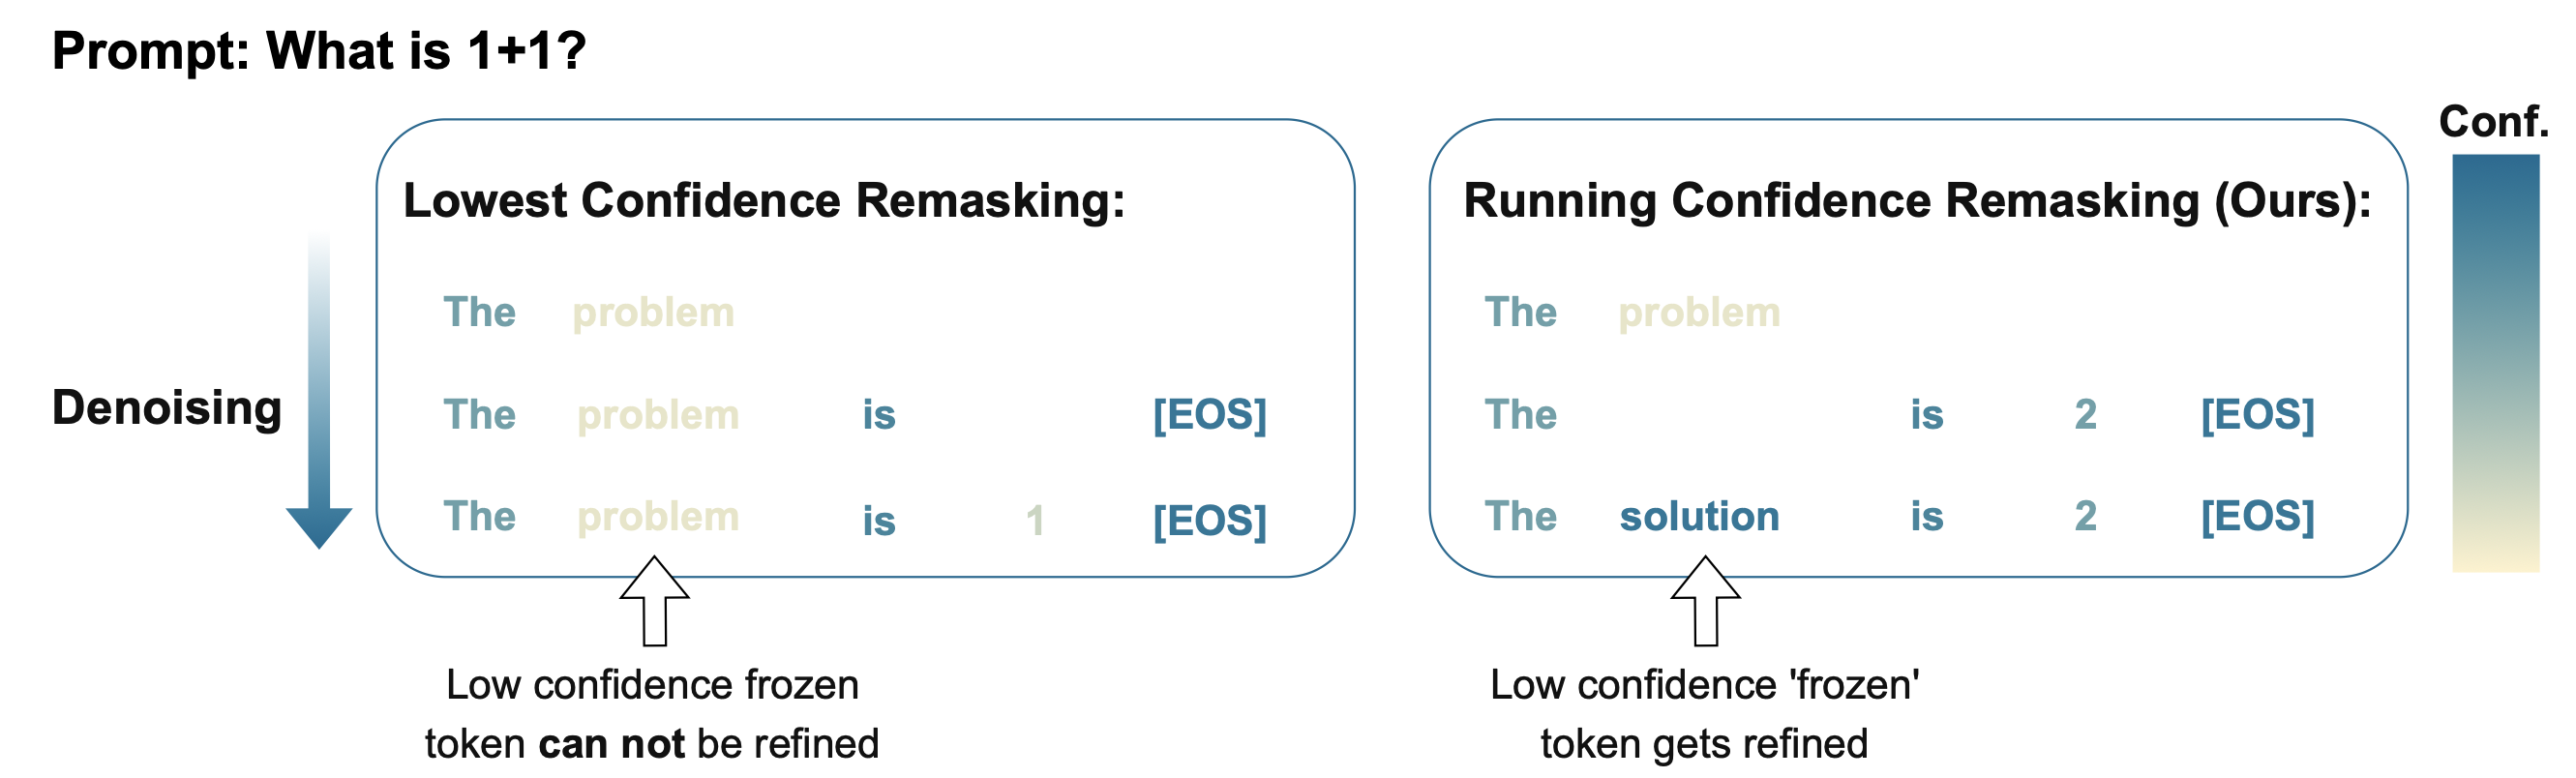 Prompt: What is 1+1?
Conf.
Lowest Confidence Remasking:
The problem
The problem is [EOS]
The problem is 1 [EOS]
Running Confidence Remasking (Ours):
The problem
The is 2 [EOS]
The solution is 2 [EOS]
Denoising
Low confidence frozen
token can not be refined
Low confidence 'frozen'
token gets refined